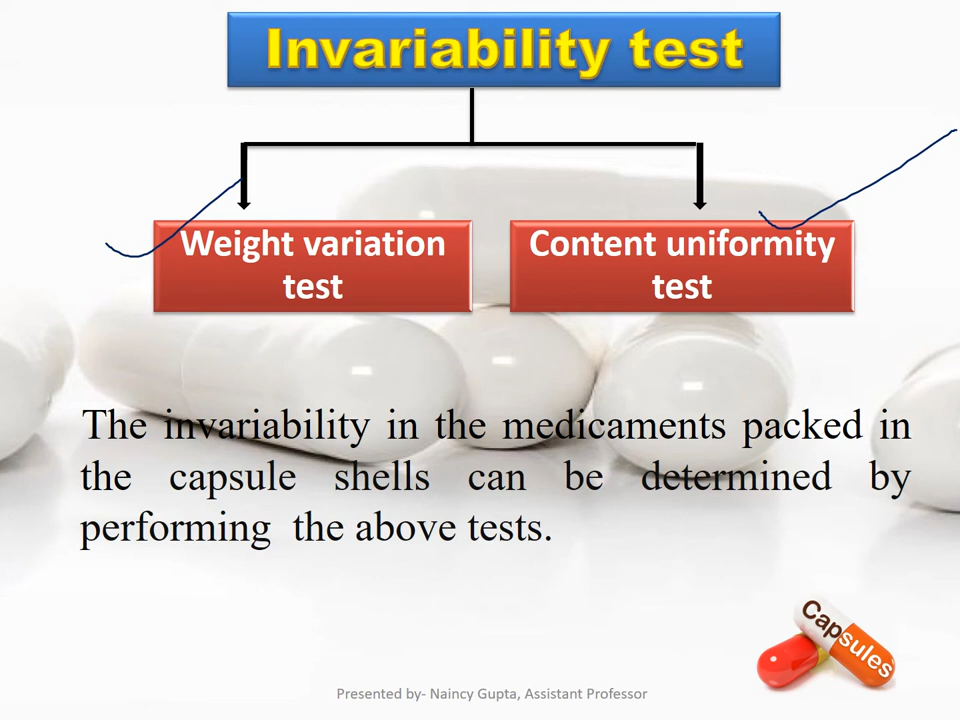 Invariability test
Weight variation
test
Content uniformity
test
The invariability in the medicaments packed in
the capsule shells can be determined by
performing the above tests.
Capsules
Presented by- Naincy Gupta, Assistant Professor